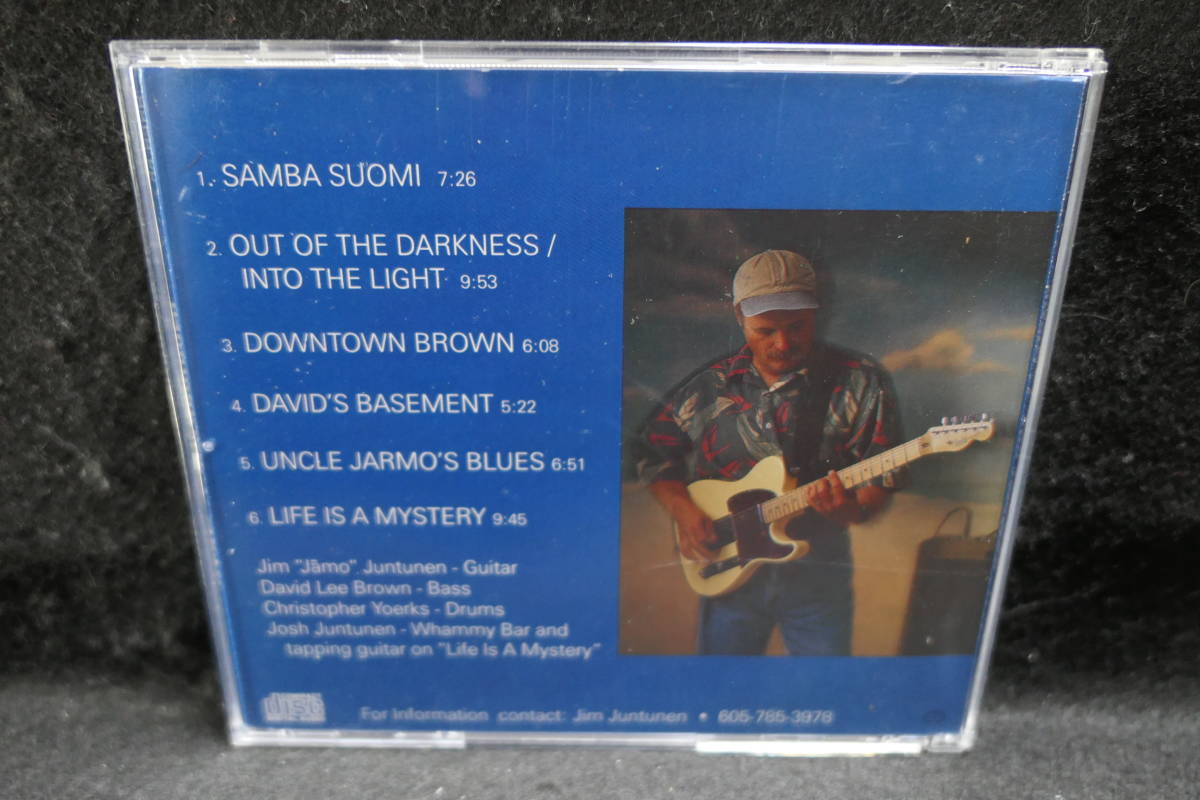 1. SAMBA SUOMI 7:26
2. OUT OF THE DARKNESS /
INTO THE LIGHT 9:53
3. DOWNTOWN BROWN 6:08
4. DAVID'S BASEMENT 5:22
5. UNCLE JARMO'S BLUES 6:51
6. LIFE IS A MYSTERY 9:45
Jim "Jämo" Juntunen - Guitar
David Lee Brown - Bass
Christopher Yoerks - Drums
Josh Juntunen - Whammy Bar and
tapping guitar on "Life Is A Mystery"
disc
For Information contact: Jim Juntunen • 605-785-3978